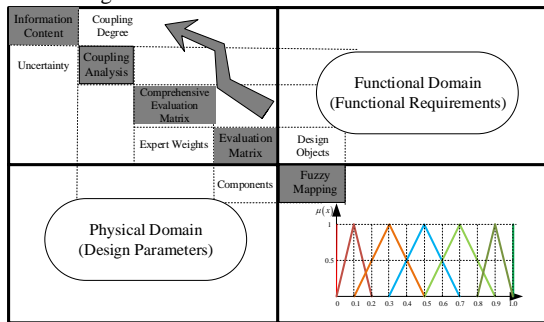 Information
Content
Coupling
Degree
Uncertainty
Coupling
Analysis
Comprehensive
Evaluation
Matrix
Functional Domain
(Functional Requirements)
Expert Weights
Evaluation
Matrix
Design
Objects
Components
Fuzzy
Mapping
Physical Domain
(Design Parameters)
μ(x)
1
0.5
0 0.1 0.2 0.3 0.4 0.5 0.6 0.7 0.8 0.9 1.0